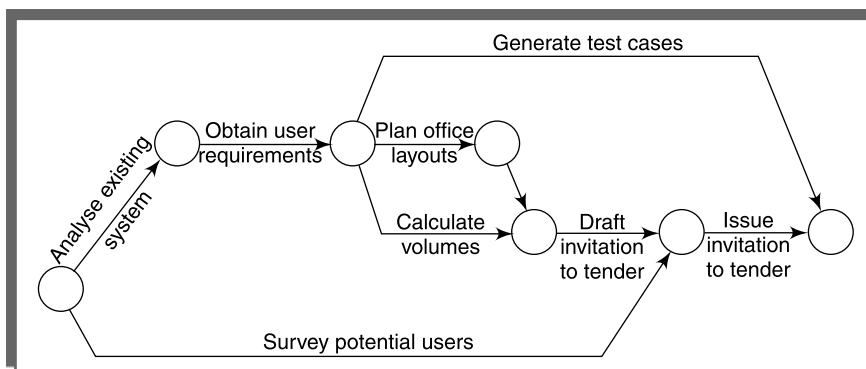 Generate test cases
Analyse existing
system
Obtain user
requirements
Plan office
layouts
Calculate
volumes
Draft
invitation
to tender
Issue
invitation
to tender
Survey potential users